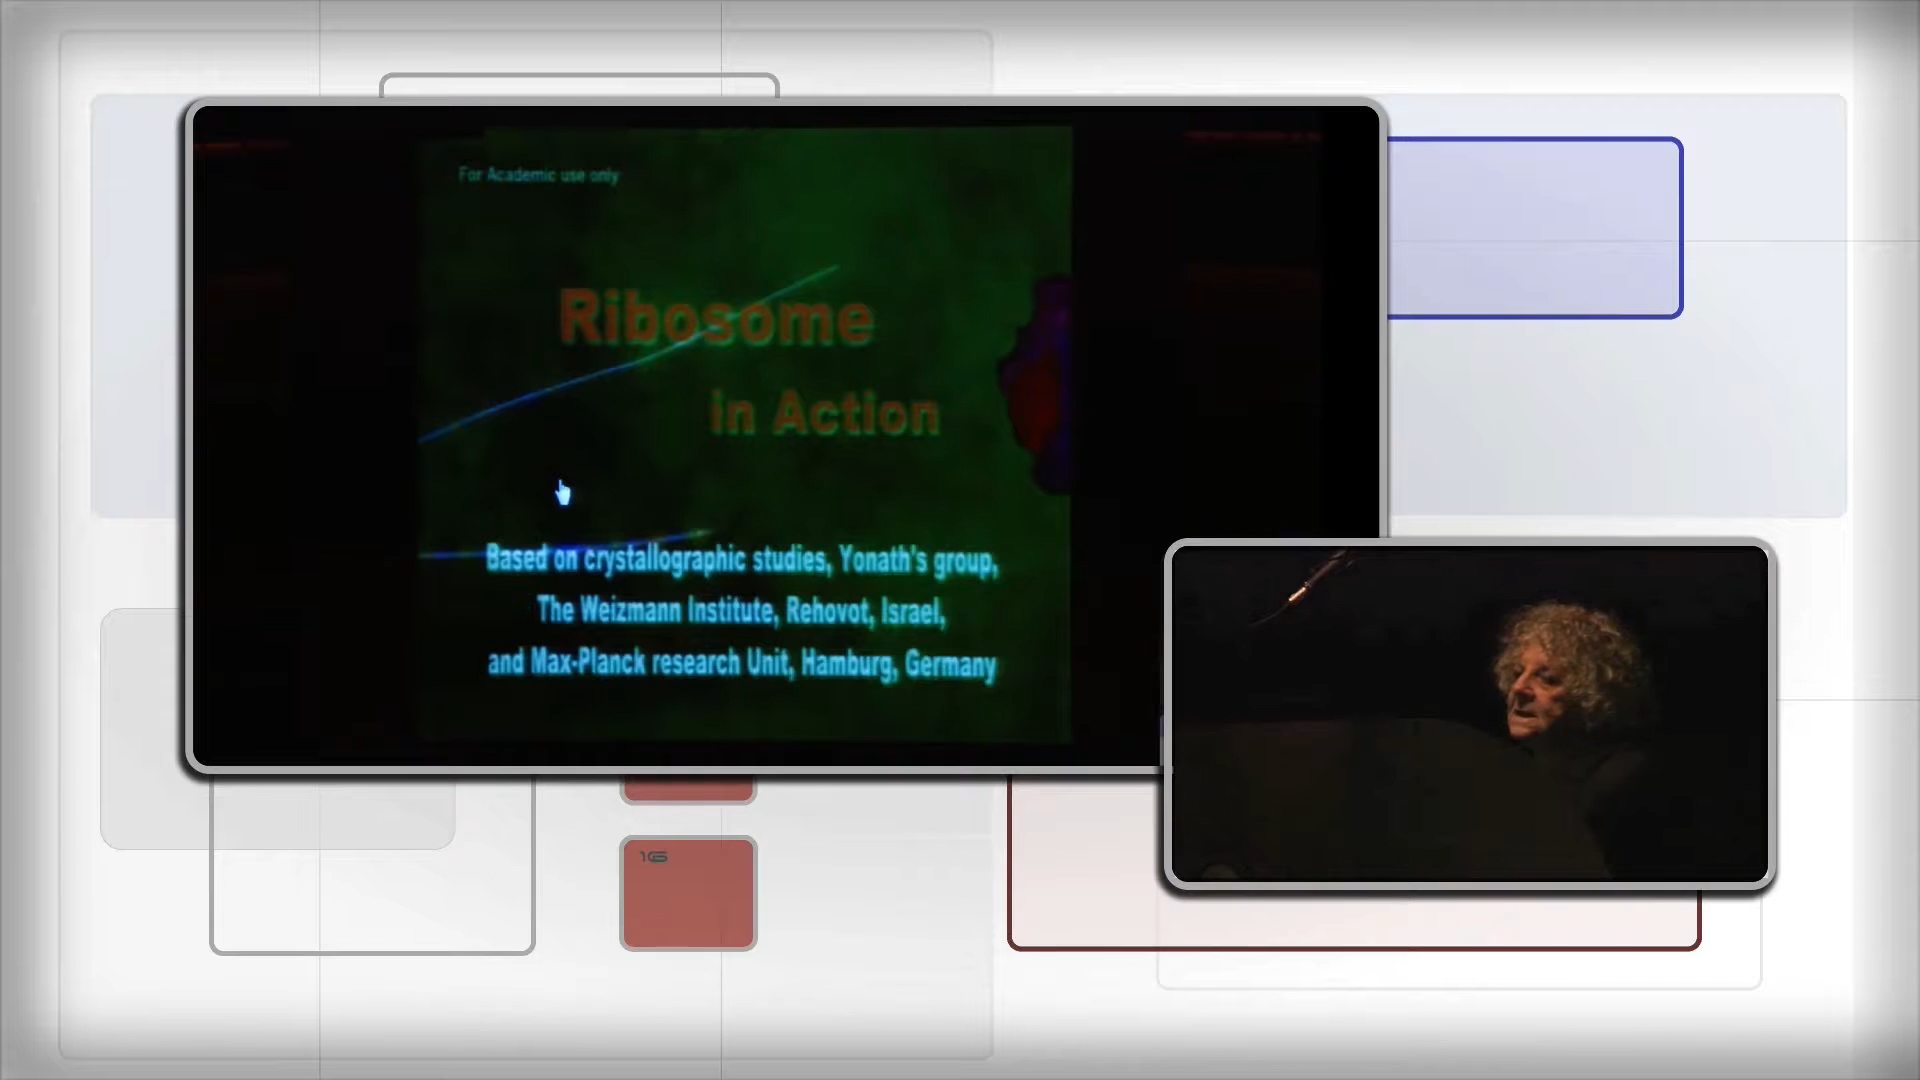 For Academic use only
Ribosome
in Action
Based on crystallographic studies, Yonath's group,
The Weizmann Institute, Rehovot, Israel,
and Max-Planck research Unit, Hamburg, Germany
16